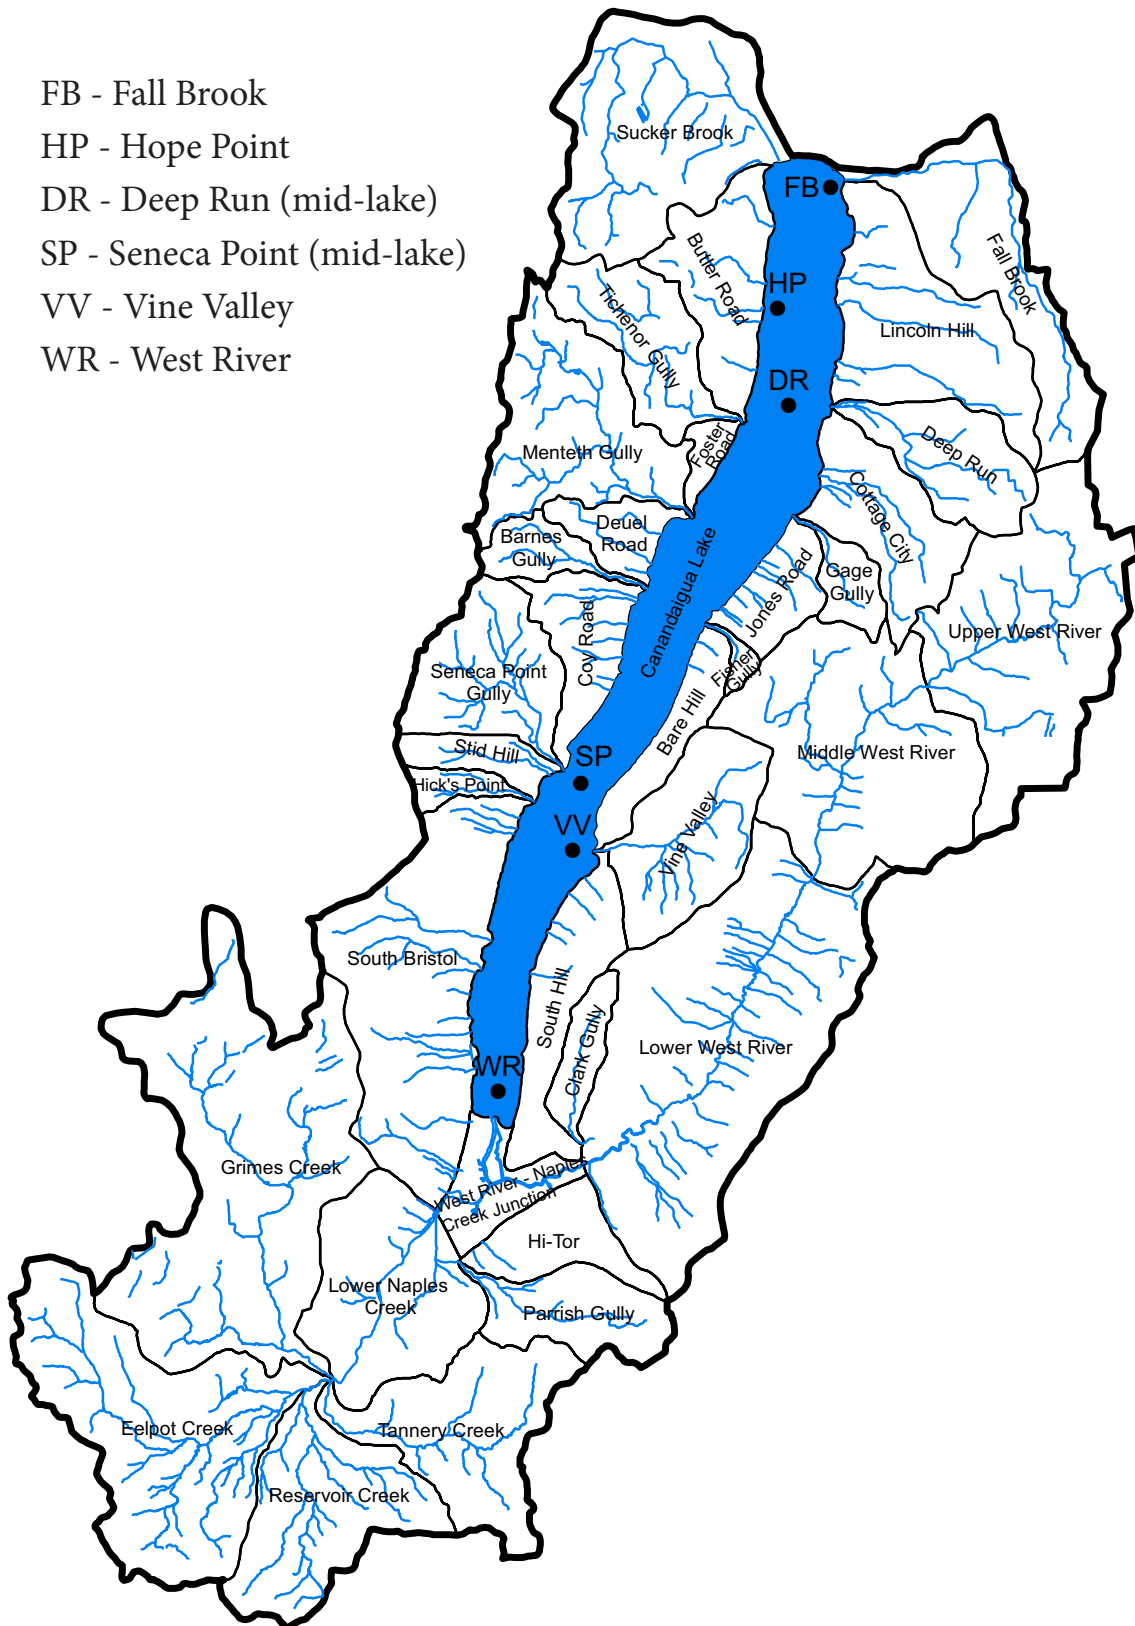 FB - Fall Brook
HP - Hope Point
DR - Deep Run (mid-lake)
SP - Seneca Point (mid-lake)
VV - Vine Valley
WR - West River
Sucker Brook
FB
Fall Brook
Butler Road
HP
Tichenor Gully
Lincoln Hill
DR
Foster
Road
Deep Run
Menteth Gully
Cottage City
Deuel
Road
Barnes
Gully
Canandaigua Lake
Jones Road
Gage
Gully
Coy Road
Upper West River
Fisher
Gully
Seneca Point
Gully
Bare Hill
Stid Hill
SP
Middle West River
Hick's Point
VV
Vine Valley
South Bristol
South Hill
Clark Gully
Lower West River
WR
Grimes Creek
West River - Naples
Creek Junction
Hi-Tor
Lower Naples
Creek
Parrish Gully
Eelpot Creek
Tannery Creek
Reservoir Creek